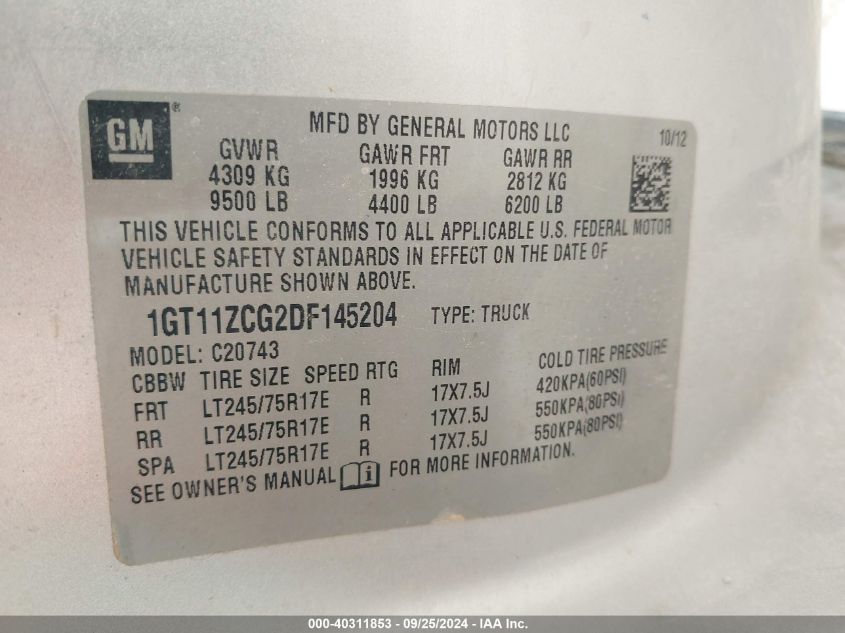 GM ®
MFD BY GENERAL MOTORS LLC
10/12
GVWR GAWR FRT GAWR RR
4309 KG 1996 KG 2812 KG
9500 LB 4400 LB 6200 LB
THIS VEHICLE CONFORMS TO ALL APPLICABLE U.S. FEDERAL MOTOR
VEHICLE SAFETY STANDARDS IN EFFECT ON THE DATE OF
MANUFACTURE SHOWN ABOVE.
1GT11ZCG2DF145204 TYPE: TRUCK
MODEL: C20743
CBBW TIRE SIZE SPEED RTG RIM COLD TIRE PRESSURE
FRT LT245/75R17E R 17X7.5J 420KPA(60PSI)
RR LT245/75R17E R 17X7.5J 550KPA(80PSI)
SPA LT245/75R17E R 17X7.5J 550KPA(80PSI)
SEE OWNER'S MANUAL i FOR MORE INFORMATION.
000-40311853 - 09/25/2024 - IAA Inc.